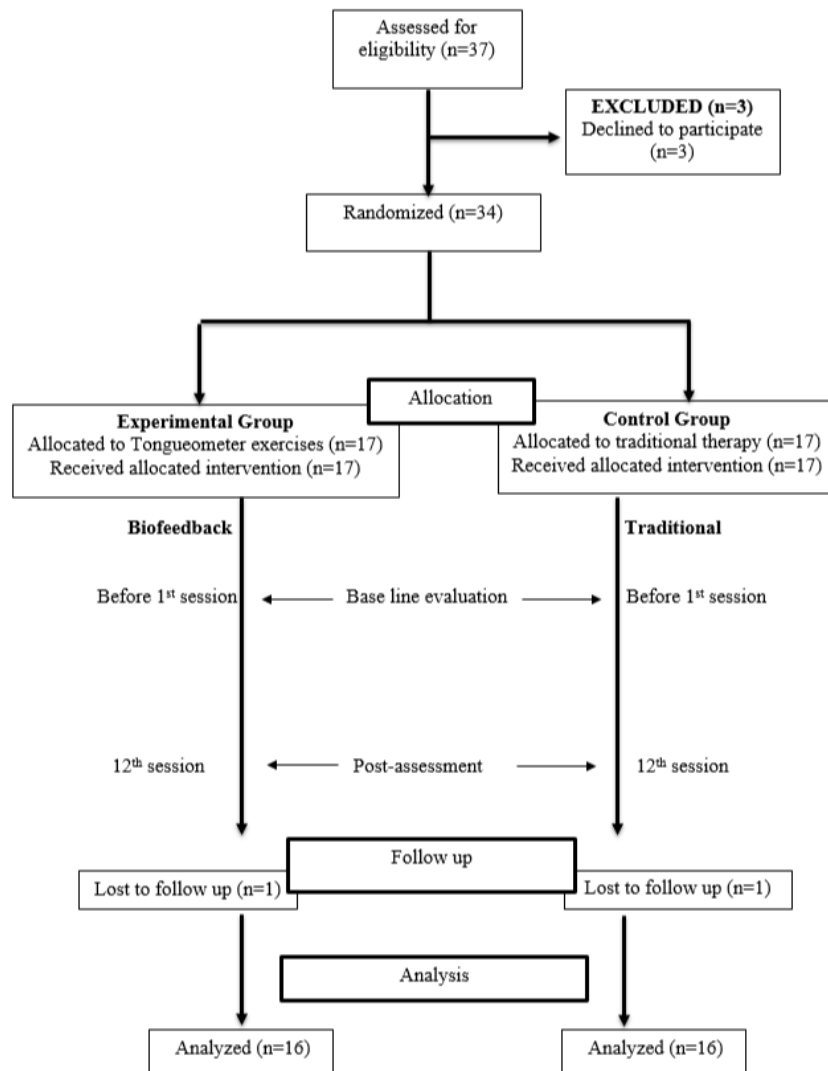 Assessed for
eligibility (n=37)
EXCLUDED (n=3)
Declined to participate
(n=3)
Randomized (n=34)
Allocation
Experimental Group
Allocated to Tongueometer exercises (n=17)
Received allocated intervention (n=17)
Control Group
Allocated to traditional therapy (n=17)
Received allocated intervention (n=17)
Biofeedback
Traditional
Before 1st session
Base line evaluation
Before 1st session
12th session
Post-assessment
12th session
Follow up
Lost to follow up (n=1)
Lost to follow up (n=1)
Analysis
Analyzed (n=16)
Analyzed (n=16)